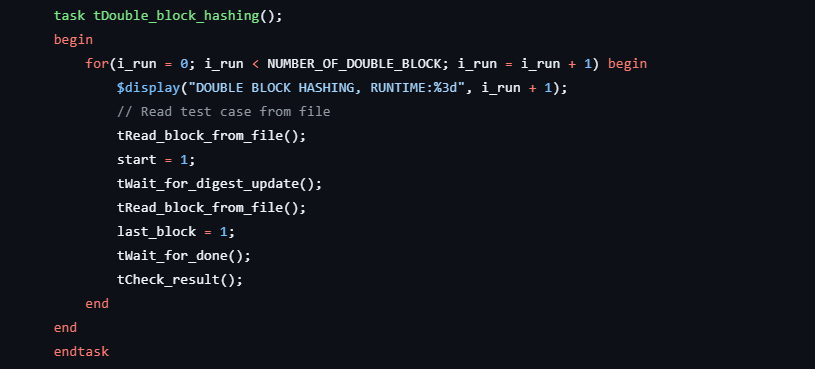 task tDouble_block_hashing();
begin
    for(i_run = 0; i_run < NUMBER_OF_DOUBLE_BLOCK; i_run = i_run + 1) begin
        $display("DOUBLE BLOCK HASHING, RUNTIME:%3d", i_run + 1);
        // Read test case from file
        tRead_block_from_file();
        start = 1;
        tWait_for_digest_update();
        tRead_block_from_file();
        last_block = 1;
        tWait_for_done();
        tCheck_result();
    end
end
endtask